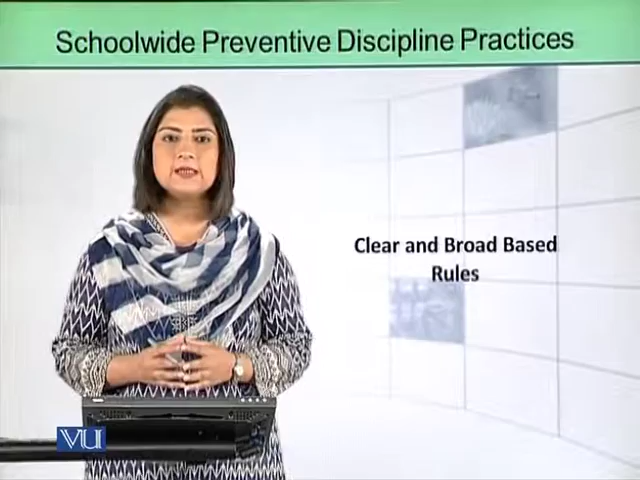 Schoolwide Preventive Discipline Practices
Clear and Broad Based
Rules
VU